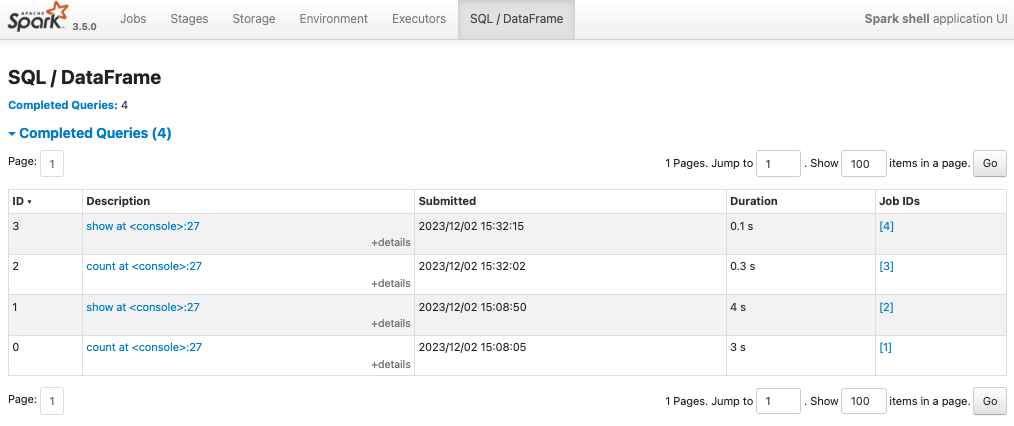 APACHE Spark 3.5.0 Jobs Stages Storage Environment Executors SQL / DataFrame Spark shell application UI
SQL / DataFrame
Completed Queries: 4
Completed Queries (4)
Page: 1 1 Pages. Jump to 1 . Show 100 items in a page. Go
ID ▾ Description Submitted Duration Job IDs
3 show at <console>:27 2023/12/02 15:32:15 0.1 s [4]
+details
2 count at <console>:27 2023/12/02 15:32:02 0.3 s [3]
+details
1 show at <console>:27 2023/12/02 15:08:50 4 s [2]
+details
0 count at <console>:27 2023/12/02 15:08:05 3 s [1]
+details
Page: 1 1 Pages. Jump to 1 . Show 100 items in a page. Go